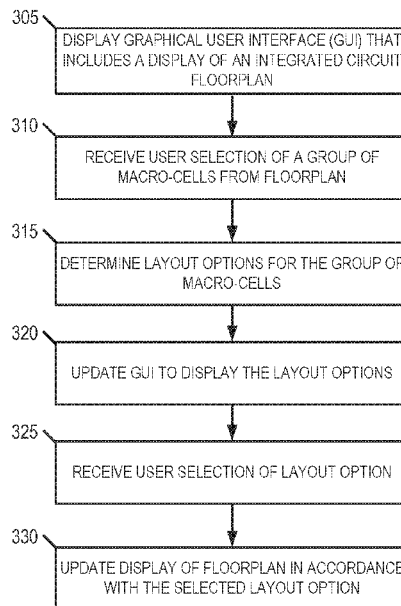 305
DISPLAY GRAPHICAL USER INTERFACE (GUI) THAT
INCLUDES A DISPLAY OF AN INTEGRATED CIRCUIT
FLOORPLAN
310
RECEIVE USER SELECTION OF A GROUP OF
MACRO-CELLS FROM FLOORPLAN
315
DETERMINE LAYOUT OPTIONS FOR THE GROUP OF
MACRO-CELLS
320
UPDATE GUI TO DISPLAY THE LAYOUT OPTIONS
325
RECEIVE USER SELECTION OF LAYOUT OPTION
330
UPDATE DISPLAY OF FLOORPLAN IN ACCORDANCE
WITH THE SELECTED LAYOUT OPTION